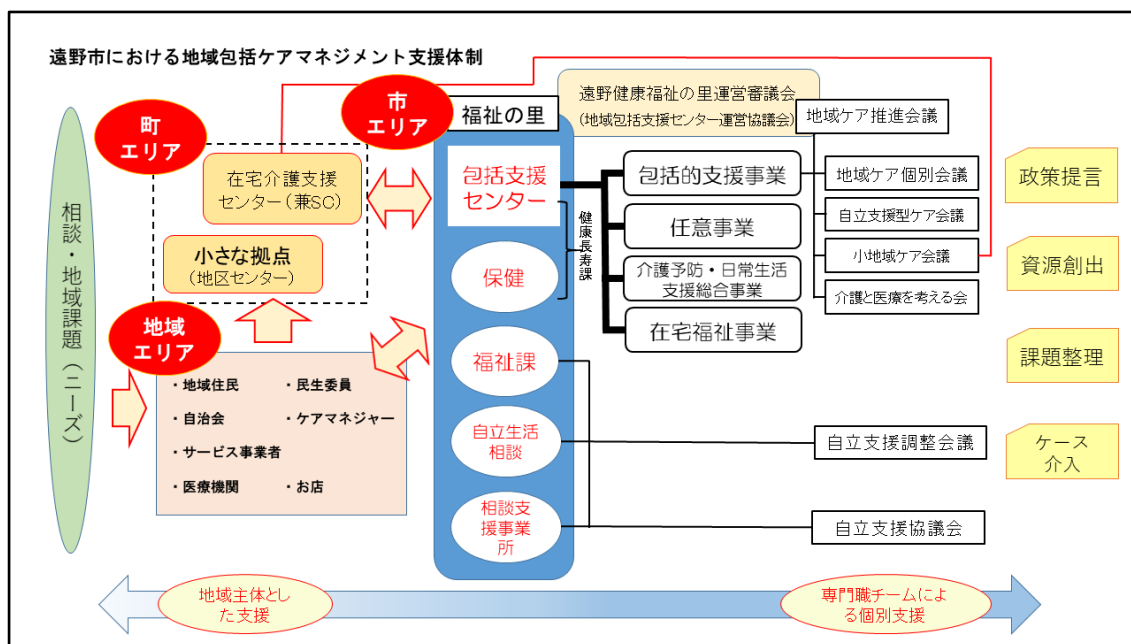 遠野市における地域包括ケアマネジメント支援体制
相談・地域課題(ニーズ)
町
エリア
在宅介護支援
センター(兼SC)
小さな拠点
(地区センター)
地域
エリア
・地域住民
・民生委員
・自治会
・ケアマネジャー
・サービス事業者
・医療機関
・お店
市
エリア
福祉の里
包括支援
センター
保健
健康長寿課
福祉課
自立生活
相談
相談支
援事業
所
遠野健康福祉の里運営審議会
(地域包括支援センター運営協議会)
包括的支援事業
任意事業
介護予防・日常生活
支援総合事業
在宅福祉事業
地域ケア推進会議
地域ケア個別会議
自立支援型ケア会議
小地域ケア会議
介護と医療を考える会
自立支援調整会議
自立支援協議会
政策提言
資源創出
課題整理
ケース
介入
地域主体とし
た支援
専門職チームによ
る個別支援